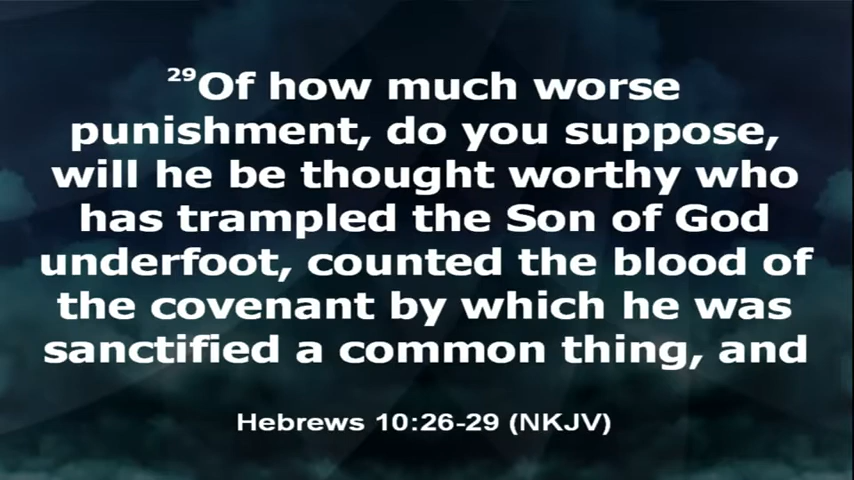 29Of how much worse
punishment, do you suppose,
will he be thought worthy who
has trampled the Son of God
underfoot, counted the blood of
the covenant by which he was
sanctified a common thing, and
Hebrews 10:26-29 (NKJV)